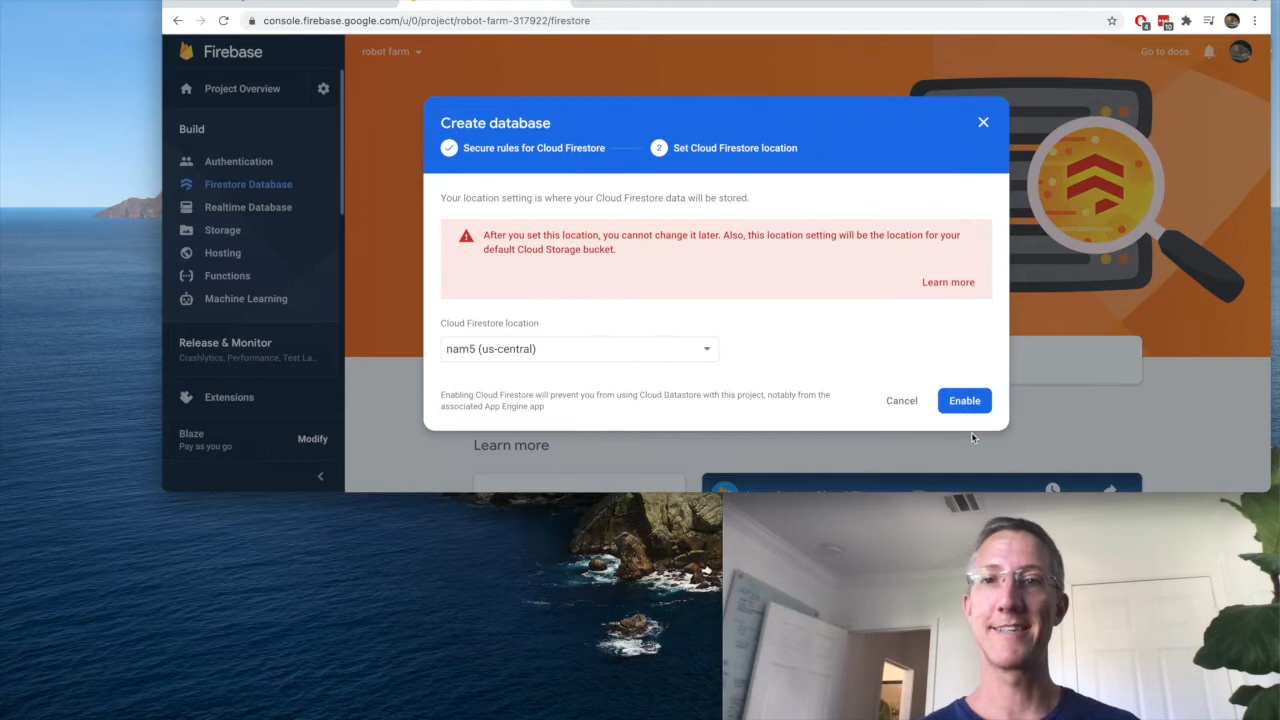 console.firebase.google.com/u/0/project/robot-farm-317922/firestore
4
10
Firebase
robot farm
Go to docs
Project Overview
Build
Authentication
Firestore Database
Realtime Database
Storage
Hosting
Functions
Machine Learning
Release & Monitor
Crashlytics, Performance, Test La...
Extensions
Blaze
Pay as you go
Modify
Create database
Secure rules for Cloud Firestore
2
Set Cloud Firestore location
Your location setting is where your Cloud Firestore data will be stored.
After you set this location, you cannot change it later. Also, this location setting will be the location for your
default Cloud Storage bucket.
Learn more
Cloud Firestore location
nam5 (us-central)
Enabling Cloud Firestore will prevent you from using Cloud Datastore with this project, notably from the
associated App Engine app
Cancel
Enable
Learn more